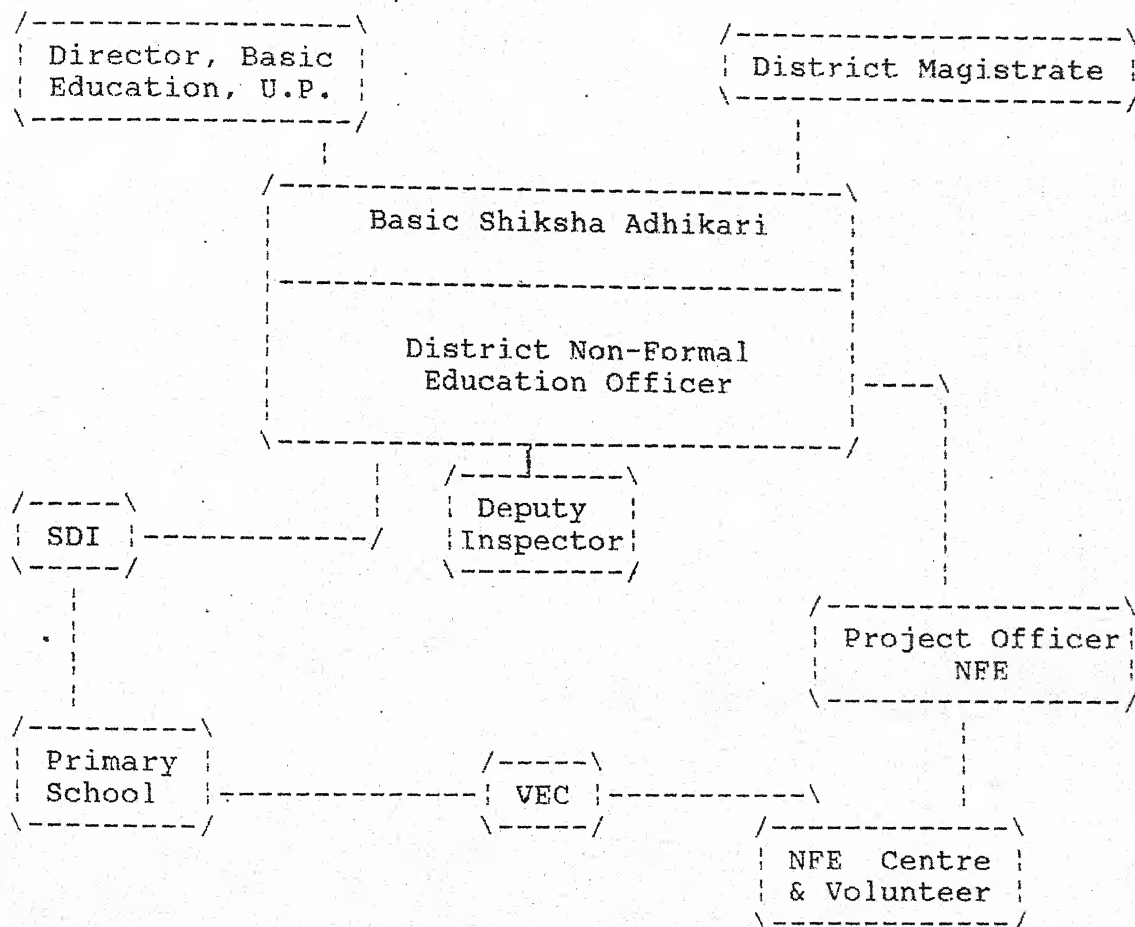 Director, Basic
Education, U.P.
District Magistrate
Basic Shiksha Adhikari
District Non-Formal
Education Officer
Deputy
Inspector
SDI
Project Officer
NFE
Primary
School
VEC
NFE Centre
& Volunteer